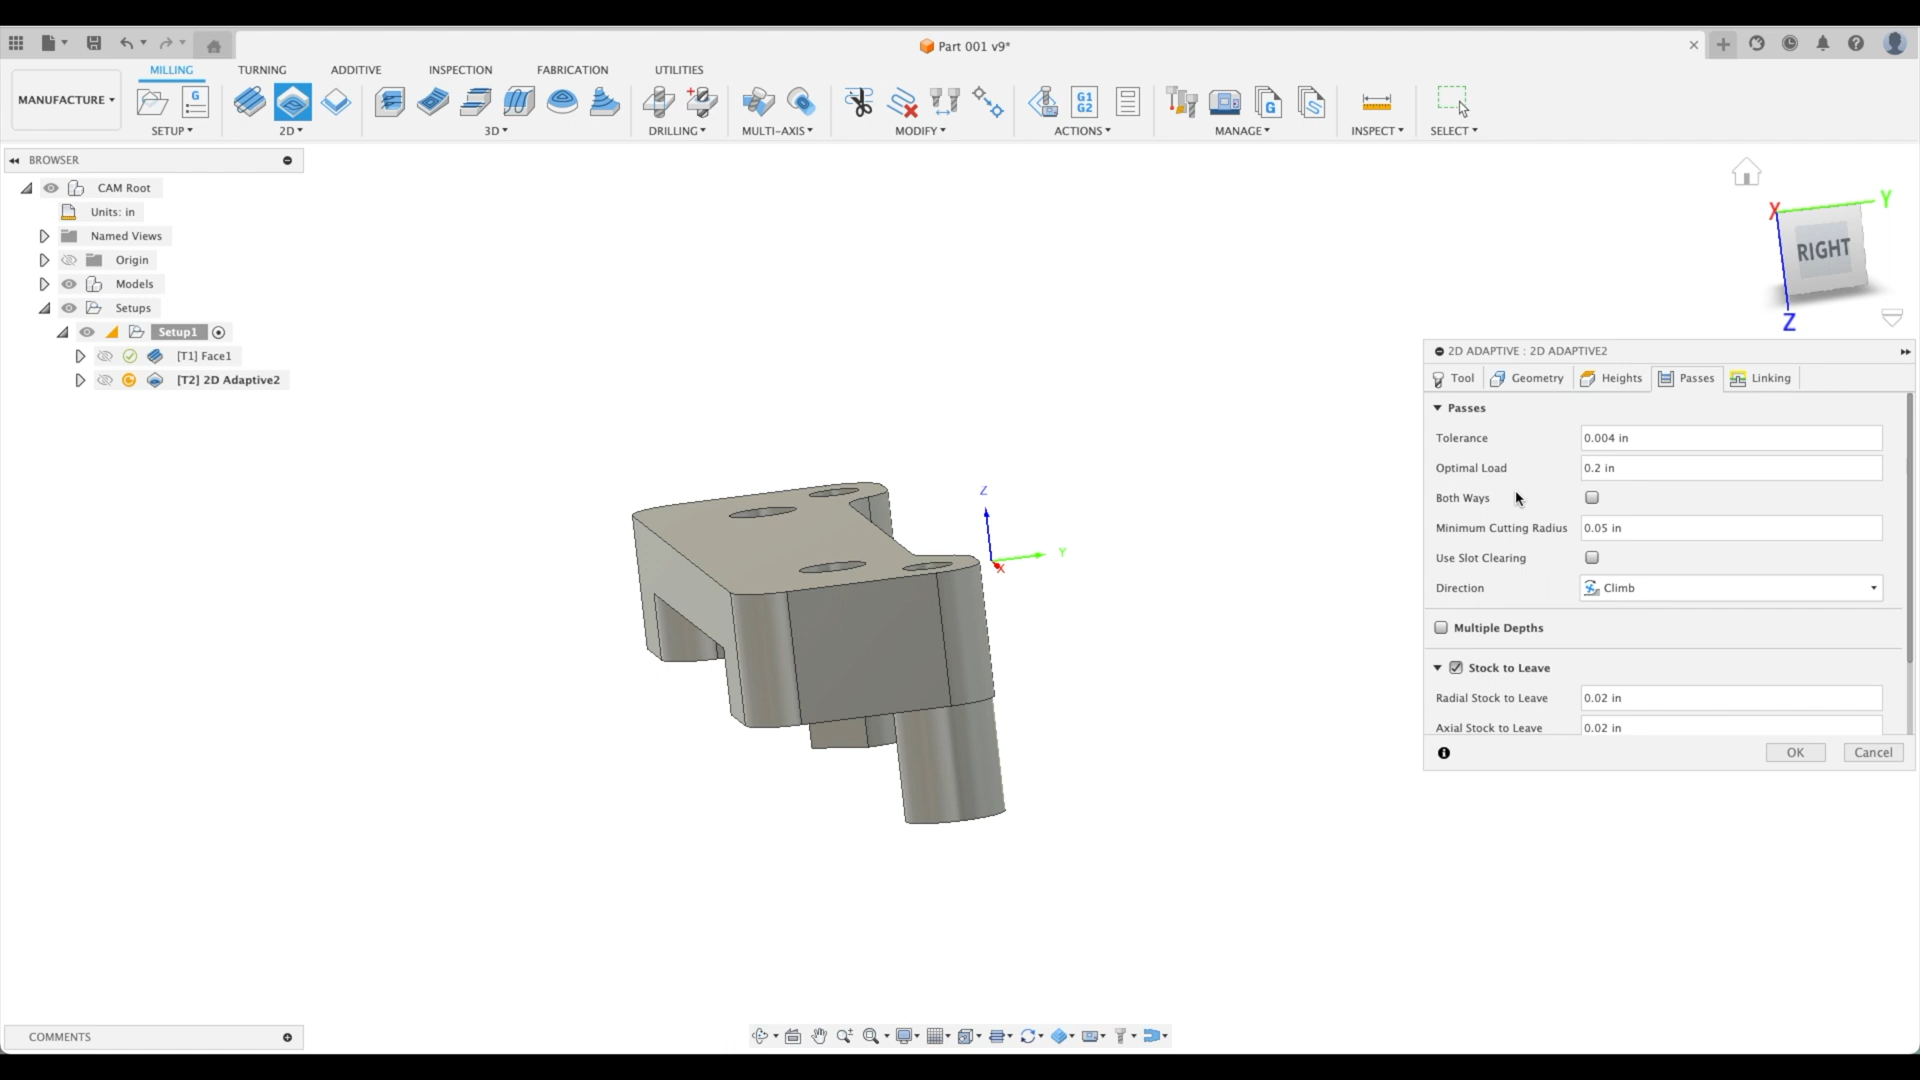 Part 001 v9*
MANUFACTURE
MILLING
TURNING
ADDITIVE
INSPECTION
FABRICATION
UTILITIES
G
G1
G2
G
SETUP
2D
3D
DRILLING
MULTI-AXIS
MODIFY
ACTIONS
MANAGE
INSPECT
SELECT
BROWSER
CAM Root
Units: in
Named Views
Origin
Models
Setups
Setup1
[T1] Face1
[T2] 2D Adaptive2
X
Y
RIGHT
Z
Z
Y
X
2D ADAPTIVE : 2D ADAPTIVE2
Tool
Geometry
Heights
Passes
Linking
Passes
Tolerance 0.004 in
Optimal Load 0.2 in
Both Ways
Minimum Cutting Radius 0.05 in
Use Slot Clearing
Direction Climb
Multiple Depths
Stock to Leave
Radial Stock to Leave 0.02 in
Axial Stock to Leave 0.02 in
OK
Cancel
COMMENTS